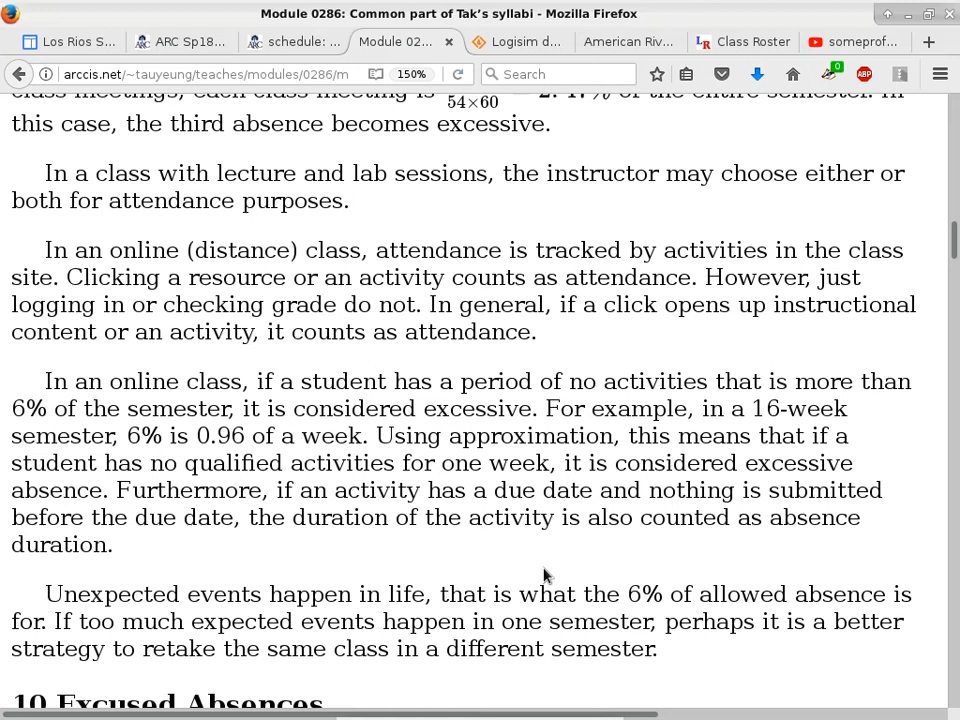 Module 0286: Common part of Tak's syllabi - Mozilla Firefox
Los Rios S... ARC Sp18... schedule: ... Module 02... Logisim d... American Riv... Class Roster someprof...
arccis.net/~tauyeung/teaches/modules/0286/m 150% Search 0 ABP
class meetings, each class meeting is 54×60 of the entire semester. In
this case, the third absence becomes excessive.
In a class with lecture and lab sessions, the instructor may choose either or
both for attendance purposes.
In an online (distance) class, attendance is tracked by activities in the class
site. Clicking a resource or an activity counts as attendance. However, just
logging in or checking grade do not. In general, if a click opens up instructional
content or an activity, it counts as attendance.
In an online class, if a student has a period of no activities that is more than
6% of the semester, it is considered excessive. For example, in a 16-week
semester, 6% is 0.96 of a week. Using approximation, this means that if a
student has no qualified activities for one week, it is considered excessive
absence. Furthermore, if an activity has a due date and nothing is submitted
before the due date, the duration of the activity is also counted as absence
duration.
Unexpected events happen in life, that is what the 6% of allowed absence is
for. If too much expected events happen in one semester, perhaps it is a better
strategy to retake the same class in a different semester.
10 Excused Absences